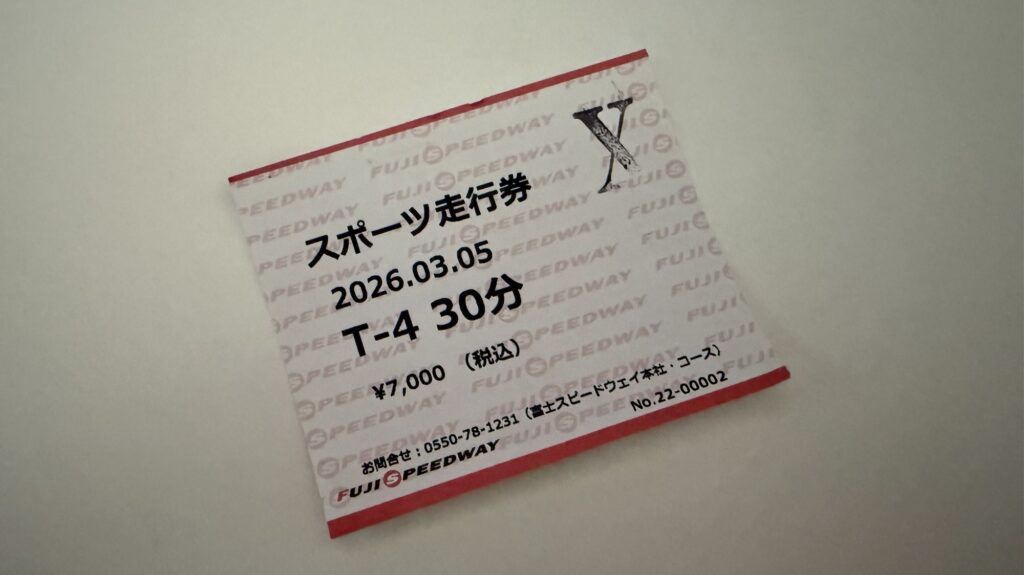 X
スポーツ走行券
2026.03.05
T-4 30分
¥7,000 （税込）
お問合せ：0550-78-1231（富士スピードウェイ本社・コース）
FUJI SPEEDWAY
No.22-00002